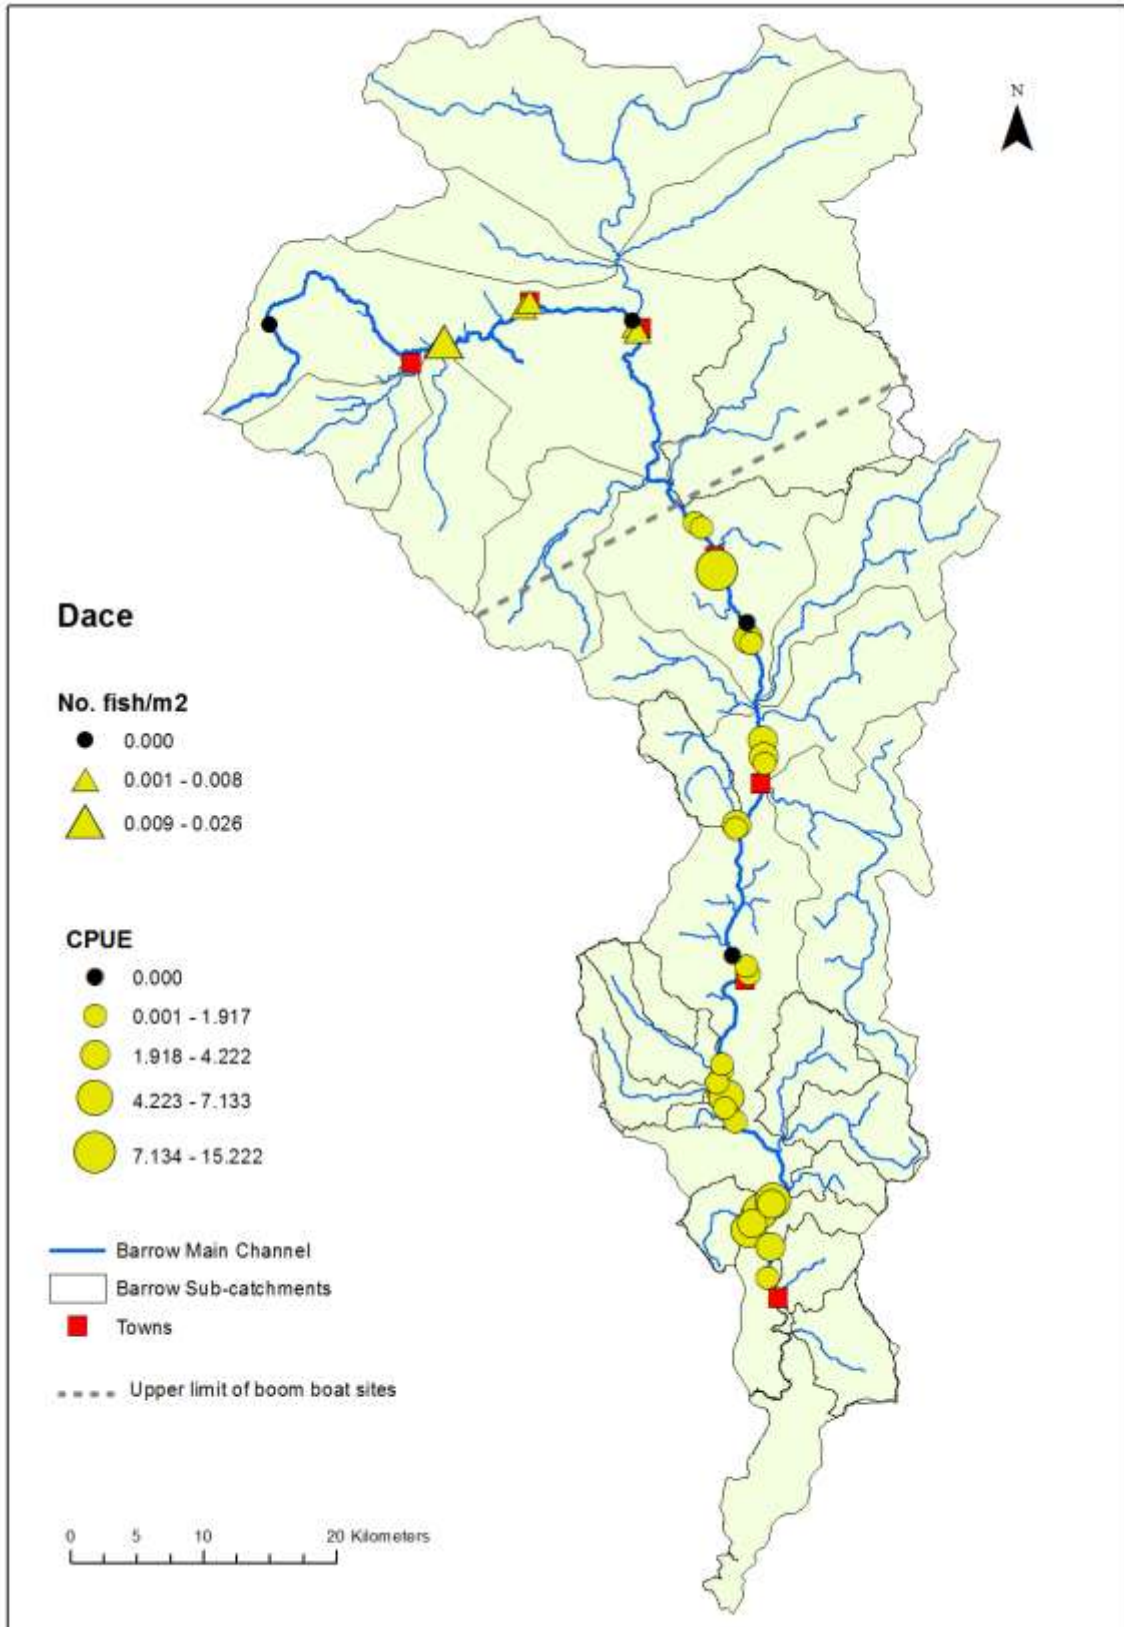 N
Dace
No. fish/m2
0.000
0.001 - 0.008
0.009 - 0.026
CPUE
0.000
0.001 - 1.917
1.918 - 4.222
4.223 - 7.133
7.134 - 15.222
Barrow Main Channel
Barrow Sub-catchments
Towns
Upper limit of boom boat sites
0 5 10 20 Kilometers